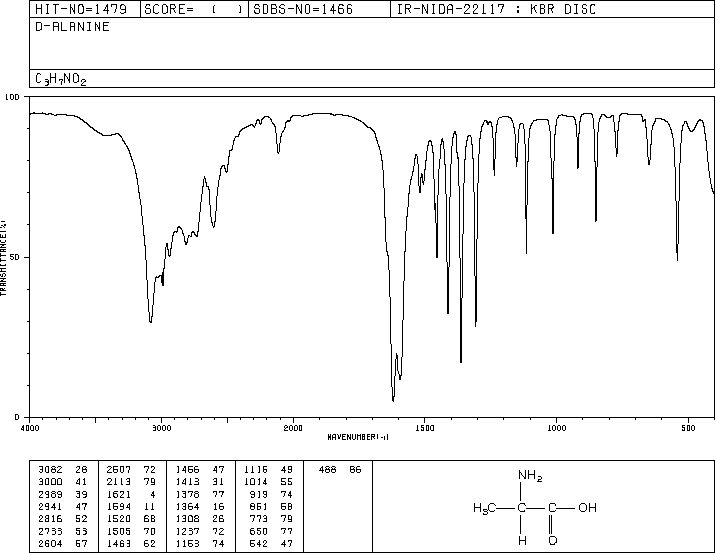 HIT-NO=1479 SCORE= ( ) SDBS-NO=1466 IR-NIDA-22117 : KBR DISC
D-ALANINE
C3H7NO2
100
50
0
TRANSMITTANCE(%)
4000 3000 2000 1500 1000 500
WAVENUMBER(-1)
3082 28 2507 72 1456 47 1115 49 488 86
3000 41 2113 79 1413 31 1014 55
2989 39 1621 4 1378 77 919 74
2941 47 1594 11 1364 16 851 58
2816 52 1520 68 1308 26 773 79
2733 53 1505 70 1237 72 650 77
2604 57 1463 62 1153 74 542 47
NH2
H3C C C OH
H O